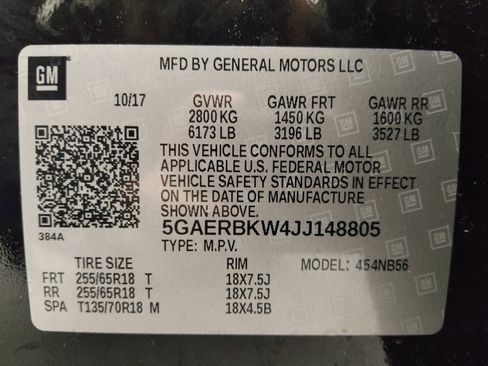 GM
MFD BY GENERAL MOTORS LLC
10/17 GVWR GAWR FRT GAWR RR
2800 KG 1450 KG 1600 KG
6173 LB 3196 LB 3527 LB
THIS VEHICLE CONFORMS TO ALL
APPLICABLE U.S. FEDERAL MOTOR
VEHICLE SAFETY STANDARDS IN EFFECT
ON THE DATE OF MANUFACTURE
SHOWN ABOVE.
384A
5GAERBKW4JJ148805
TYPE: M.P.V.
TIRE SIZE RIM MODEL: 454NB56
FRT 255/65R18 T 18X7.5J
RR 255/65R18 T 18X7.5J
SPA T135/70R18 M 18X4.5B